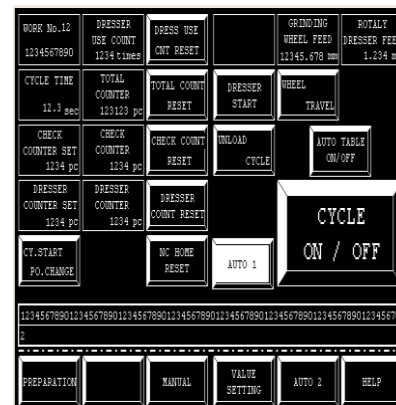 WORK No.12
1234567890
DRESSER
USE COUNT
1234 times
DRESS USE
CNT RESET
GRINDING
WHEEL FEED
12345.678 mm
ROTALY
DRESSER FEE
1.234 m
CYCLE TIME
12.3 sec
TOTAL
COUNTER
123123 pc
TOTAL COUNT
RESET
DRESSER
START
WHEEL
TRAVEL
CHECK
COUNTER SET
1234 pc
CHECK
COUNTER
1234 pc
CHECK COUNT
RESET
UNLOAD
CYCLE
AUTO TABLE
ON/OFF
DRESSER
COUNTER SET
1234 pc
DRESSER
COUNTER
1234 pc
DRESSER
COUNT RESET
CYCLE
ON / OFF
CY.START
PO.CHANGE
NC HOME
RESET
AUTO 1
1234567890123456789012345678901234567890123456789012345678901234567
2
PREPARATION
MANUAL
VALUE
SETTING
AUTO 2
HELP